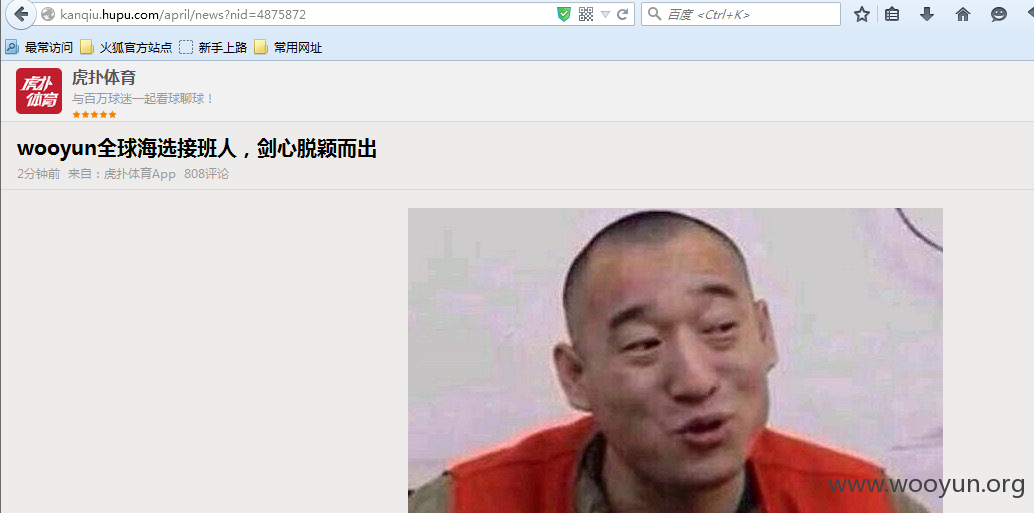 kanqiu.hupu.com/april/news?nid=4875872
百度 <Ctrl+K>
最常访问 火狐官方站点 新手上路 常用网址
虎扑体育
虎扑体育
与百万球迷一起看球聊球！
wooyun全球海选接班人，剑心脱颖而出
2分钟前 来自：虎扑体育App 808评论
www.wooyun.org